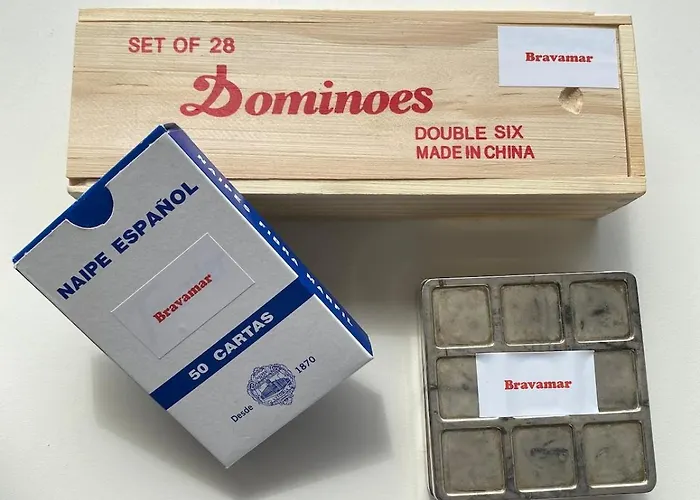 SET OF 28
Dominoes
DOUBLE SIX
MADE IN CHINA
Bravamar
NAIPE ESPAÑOL
Bravamar
50 CARTAS
Desde 1870
Bravamar